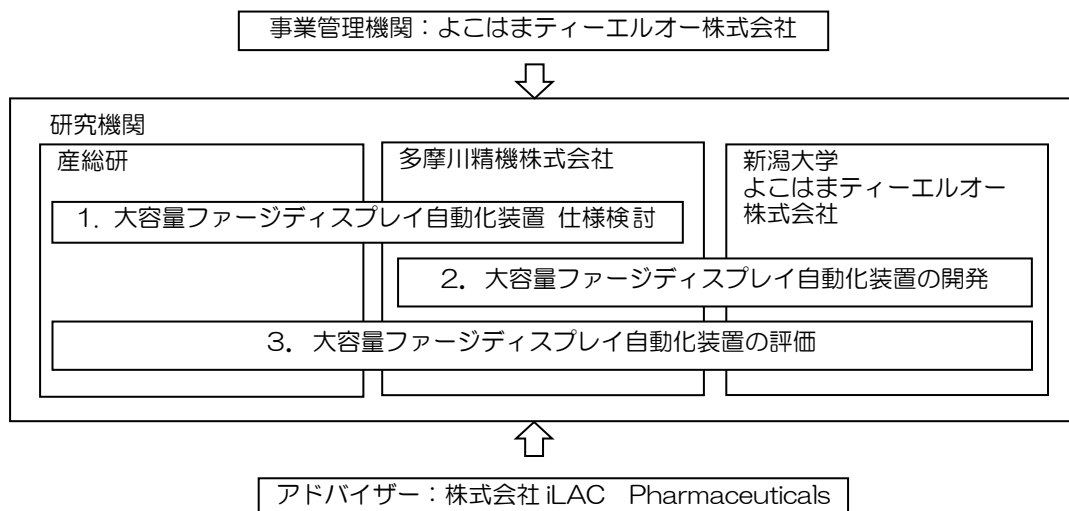 事業管理機関：よこはまティーエルオー株式会社
研究機関
産総研
多摩川精機株式会社
新潟大学
よこはまティーエルオー
株式会社
1. 大容量ファージディスプレイ自動化装置 仕様検討
2. 大容量ファージディスプレイ自動化装置の開発
3. 大容量ファージディスプレイ自動化装置の評価
アドバイザー：株式会社 iLAC　Pharmaceuticals